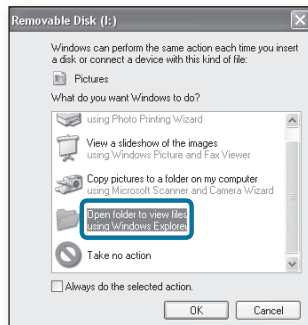 Removable Disk (I:)
Windows can perform the same action each time you insert
a disk or connect a device with this kind of file:
Pictures
What do you want Windows to do?
using Photo Printing Wizard
View a slideshow of the images
using Windows Picture and Fax Viewer
Copy pictures to a folder on my computer
using Microsoft Scanner and Camera Wizard
Open folder to view files
using Windows Explorer
Take no action
Always do the selected action.
OK
Cancel